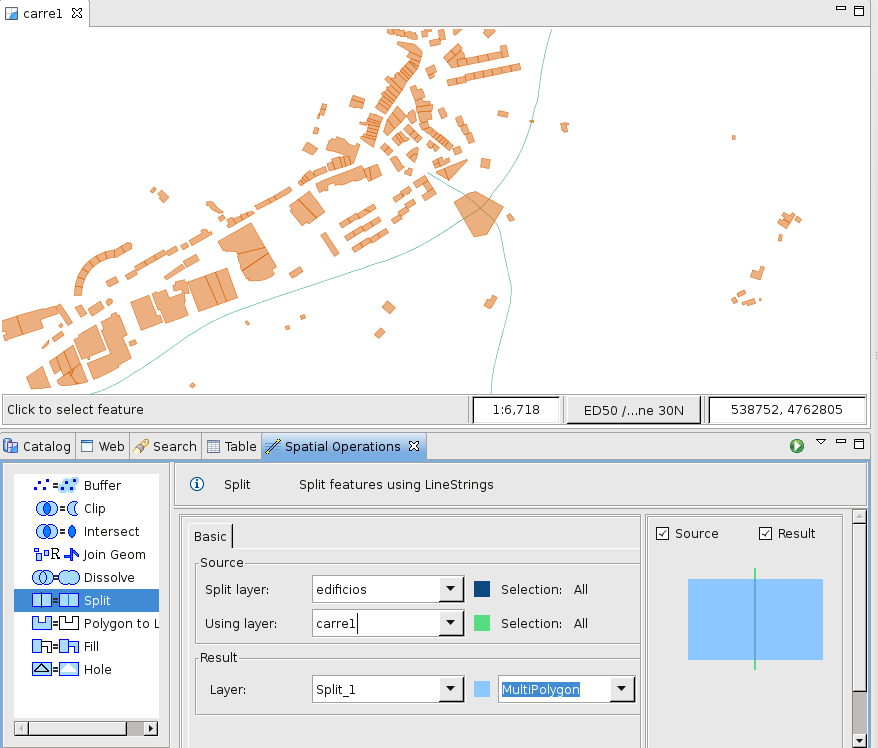 carre1
Click to select feature
1:6,718
ED50 /...ne 30N
538752, 4762805
Catalog
Web
Search
Table
Spatial Operations
Buffer
Clip
Intersect
Join Geom
Dissolve
Split
Polygon to L
Fill
Hole
Split
Split features using LineStrings
Basic
Source
Split layer:
edificios
Selection: All
Using layer:
carre1
Selection: All
Result
Layer:
Split_1
MultiPolygon
Source
Result